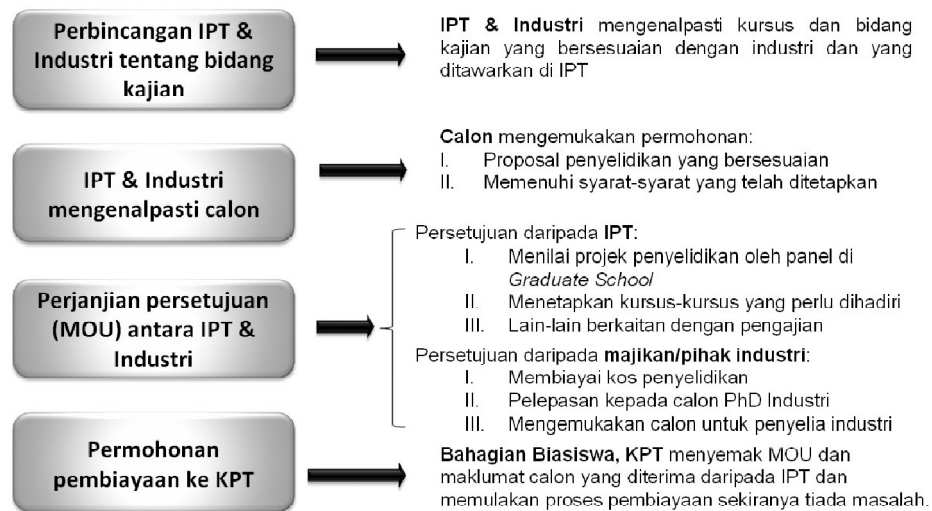 Perbincangan IPT &
Industri tentang bidang
kajian
IPT & Industri mengenalpasti kursus dan bidang
kajian yang bersesuaian dengan industri dan yang
ditawarkan di IPT
IPT & Industri
mengenalpasti calon
Calon mengemukakan permohonan:
I. Proposal penyelidikan yang bersesuaian
II. Memenuhi syarat-syarat yang telah ditetapkan
Perjanjian persetujuan
(MOU) antara IPT &
Industri
Persetujuan daripada IPT:
I. Menilai projek penyelidikan oleh panel di
Graduate School
II. Menetapkan kursus-kursus yang perlu dihadiri
III. Lain-lain berkaitan dengan pengajian
Persetujuan daripada majikan/pihak industri:
I. Membiayai kos penyelidikan
II. Pelepasan kepada calon PhD Industri
III. Mengemukakan calon untuk penyelia industri
Permohonan
pembiayaan ke KPT
Bahagian Biasiswa, KPT menyemak MOU dan
maklumat calon yang diterima daripada IPT dan
memulakan proses pembiayaan sekiranya tiada masalah.